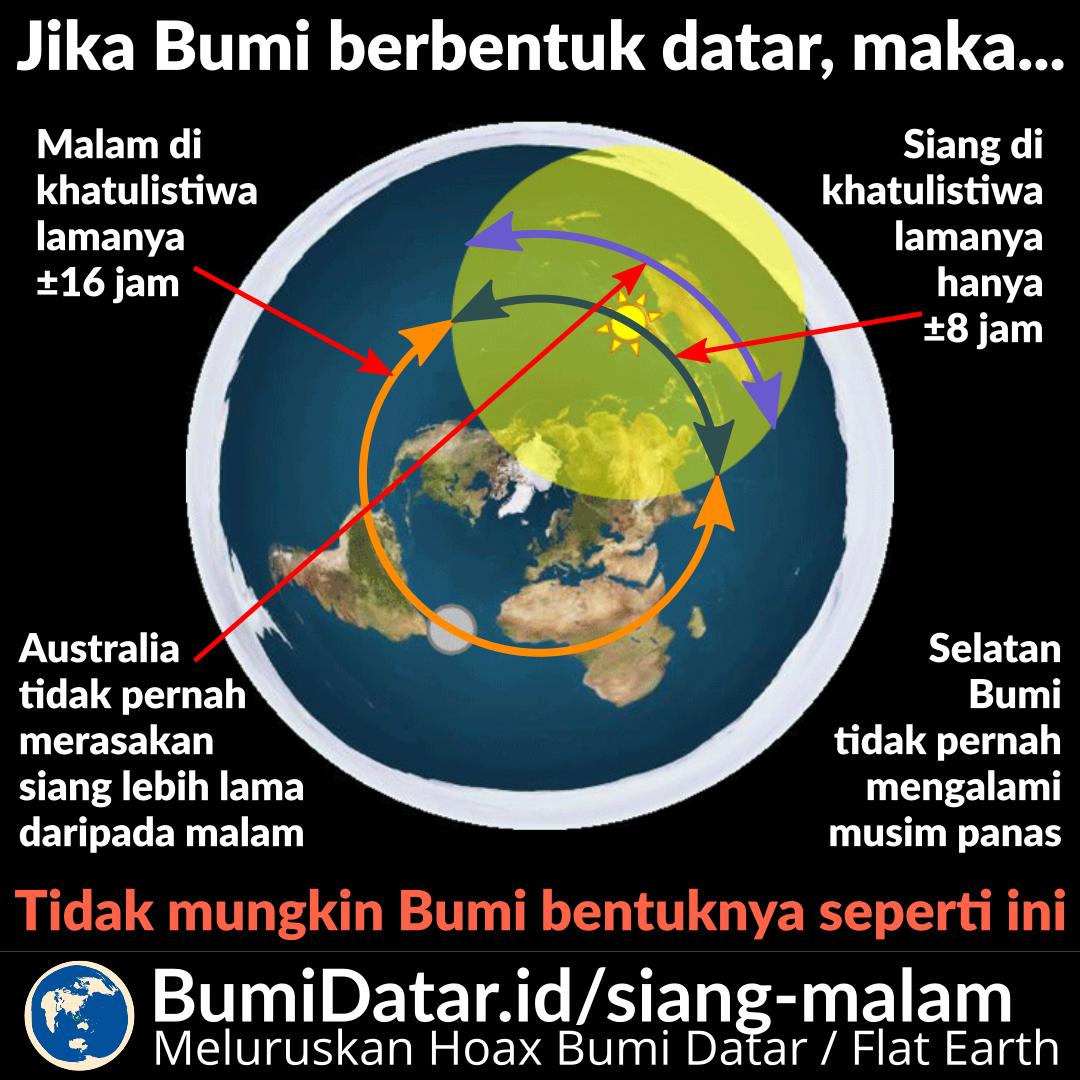 Jika Bumi berbentuk datar, maka...
Malam di
khatulistiwa
lamanya
±16 jam
Siang di
khatulistiwa
lamanya
hanya
±8 jam
Australia
tidak pernah
merasakan
siang lebih lama
daripada malam
Selatan
Bumi
tidak pernah
mengalami
musim panas
Tidak mungkin Bumi bentuknya seperti ini
BumiDatar.id/siang-malam
Meluruskan Hoax Bumi Datar / Flat Earth